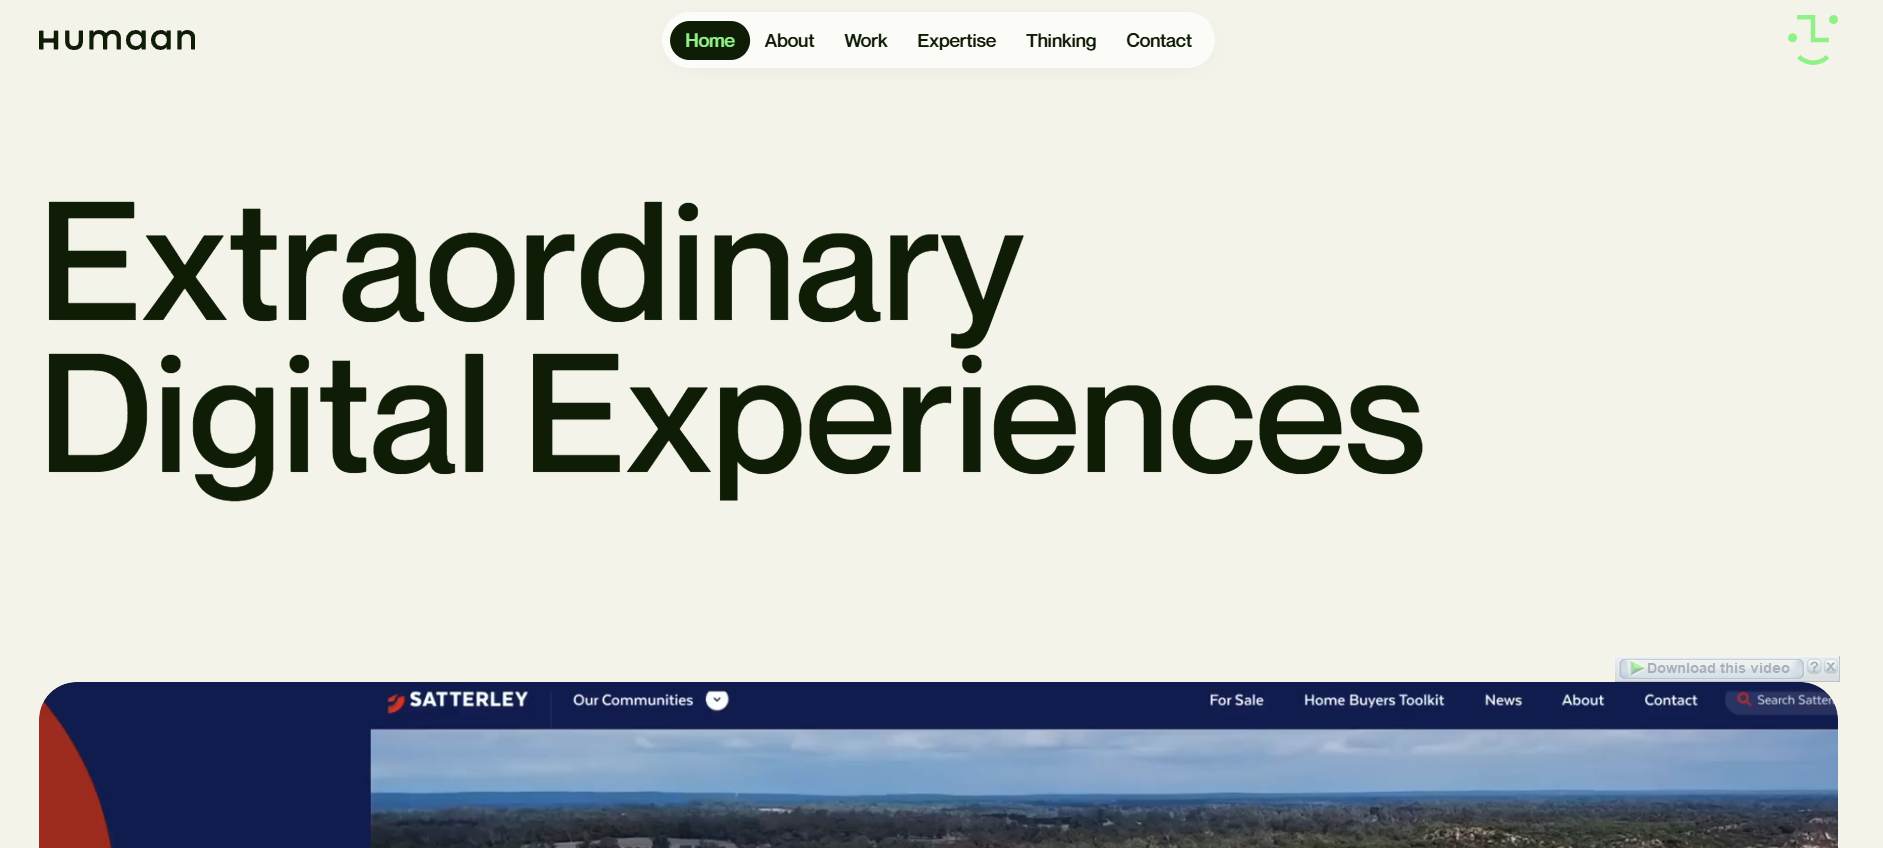 Humaan
Home About Work Expertise Thinking Contact
Extraordinary
Digital Experiences
Download this video ? x
SATTERLEY Our Communities For Sale Home Buyers Toolkit News About Contact Search Satter